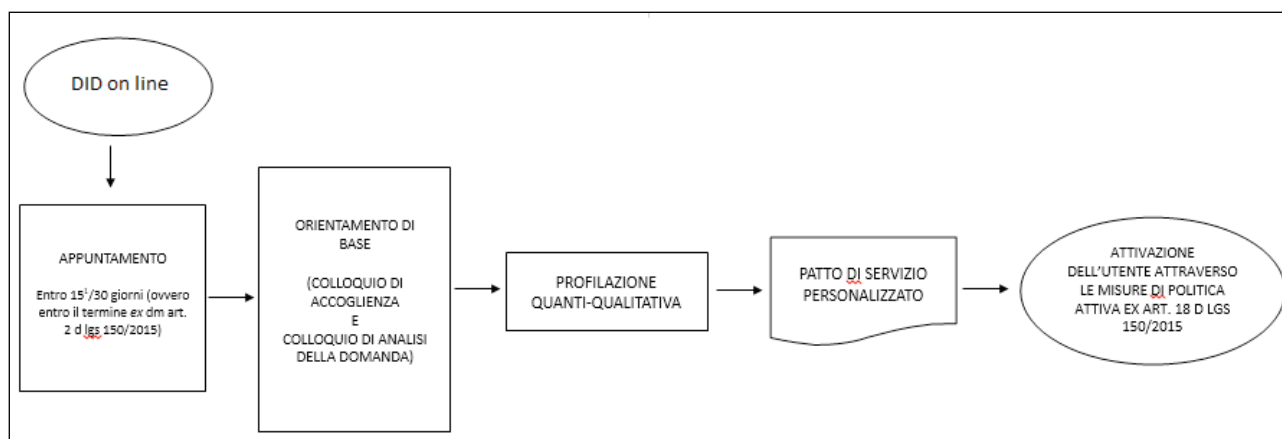 DID on line
APPUNTAMENTO
Entro 15¹/30 giorni (ovvero
entro il termine ex dm art.
2 d lgs 150/2015)
ORIENTAMENTO DI
BASE
(COLLOQUIO DI
ACCOGLIENZA
E
COLLOQUIO DI ANALISI
DELLA DOMANDA)
PROFILAZIONE
QUANTI-QUALITATIVA
PATTO DI SERVIZIO
PERSONALIZZATO
ATTIVAZIONE
DELL'UTENTE ATTRAVERSO
LE MISURE DI POLITICA
ATTIVA EX ART. 18 D LGS
150/2015